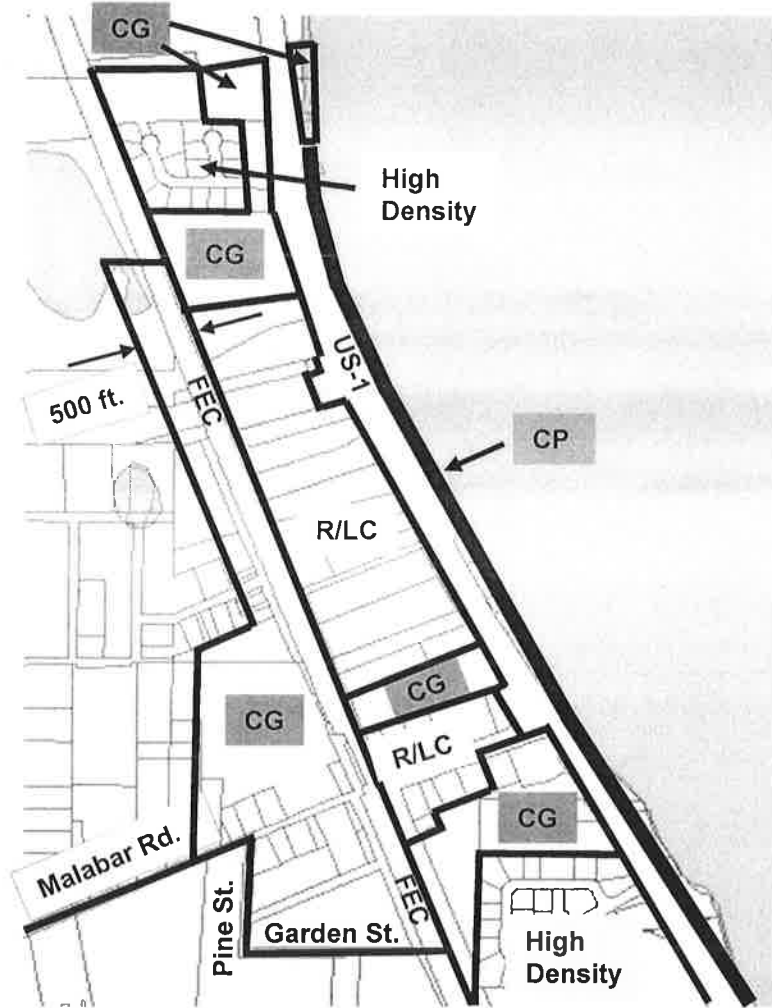 CG
High
Density
CG
US-1
500 ft.
FEC
CP
R/LC
CG
CG
R/LC
CG
Malabar Rd.
Pine St.
Garden St.
FEC
High
Density